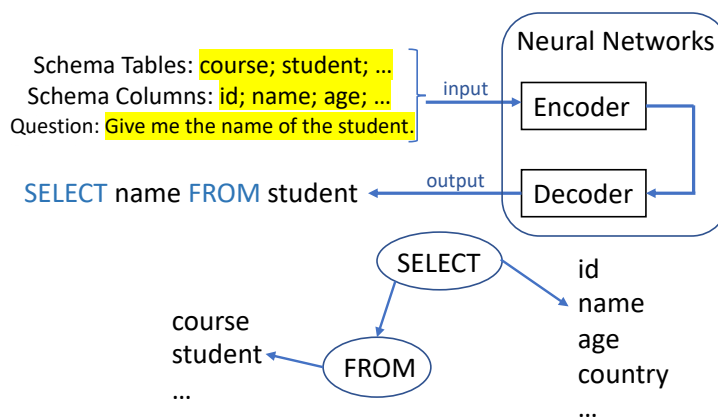 Neural Networks
Schema Tables: course; student; ...
Schema Columns: id; name; age; ...
Question: Give me the name of the student.
input
Encoder
SELECT name FROM student
output
Decoder
SELECT
id
name
age
country
...
course
student
...
FROM